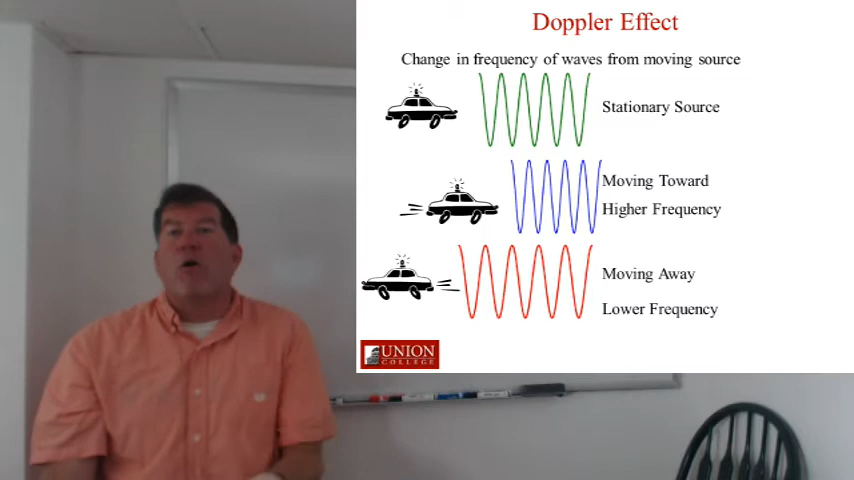 Doppler Effect
Change in frequency of waves from moving source
Stationary Source
Moving Toward
Higher Frequency
Moving Away
Lower Frequency
UNION
COLLEGE